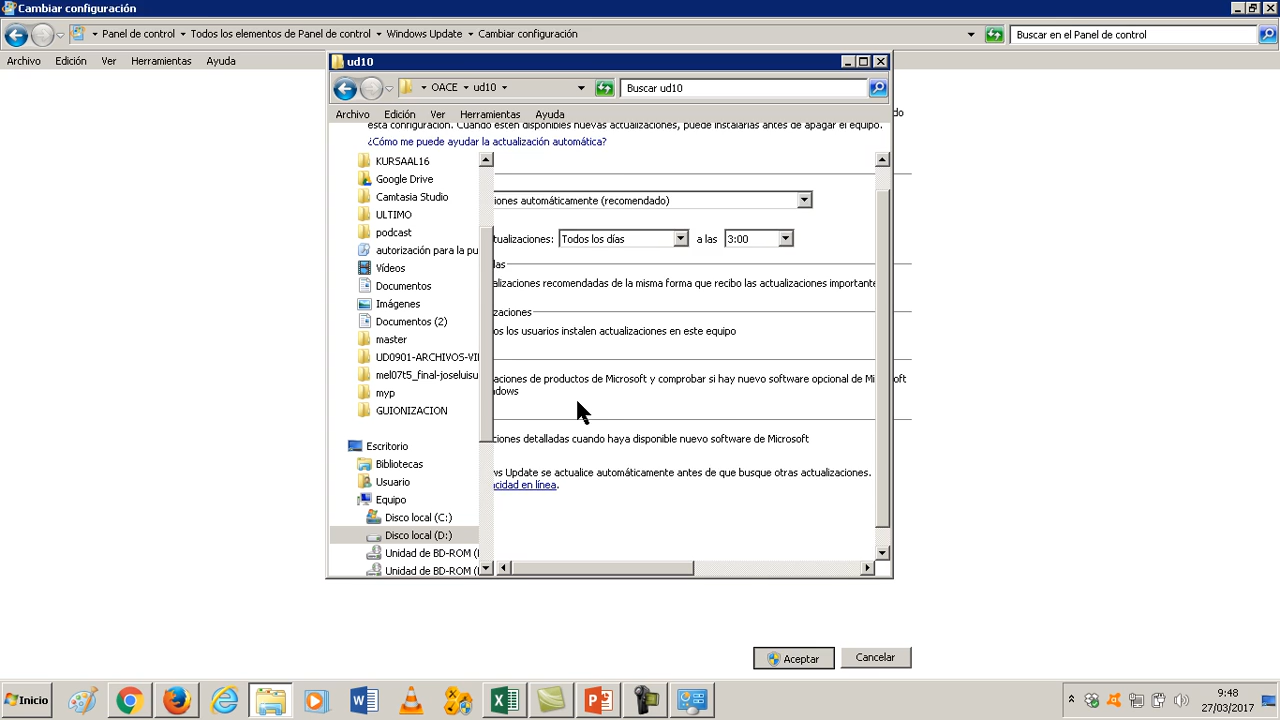 Cambiar configuración
Panel de control Todos los elementos de Panel de control Windows Update Cambiar configuración
Buscar en el Panel de control
Archivo Edición Ver Herramientas Ayuda
ud10
OACE ud10
Buscar ud10
Archivo Edición Ver Herramientas Ayuda
esta configuración. Cuando estén disponibles nuevas actualizaciones, puede instalarlas antes de apagar el equipo.
¿Cómo me puede ayudar la actualización automática?
KURSAAL16
Google Drive
Camtasia Studio
ULTIMO
podcast
autorización para la pu
Vídeos
Documentos
Imágenes
Documentos (2)
master
UD0901-ARCHIVOS-VI
mel07t5_final-joseluisu
myp
GUIONIZACION
Escritorio
Bibliotecas
Usuario
Equipo
Disco local (C:)
Disco local (D:)
Unidad de BD-ROM (
Unidad de BD-ROM (
iones automáticamente (recomendado)
tualizaciones: Todos los días a las 3:00
das
alizaciones recomendadas de la misma forma que recibo las actualizaciones importante
zaciones
os los usuarios instalen actualizaciones en este equipo
aciones de productos de Microsoft y comprobar si hay nuevo software opcional de Mi soft
dows
ciones detalladas cuando haya disponible nuevo software de Microsoft
ws Update se actualice automáticamente antes de que busque otras actualizaciones.
cidad en línea.
do
Aceptar Cancelar
Inicio
9:48
27/03/2017